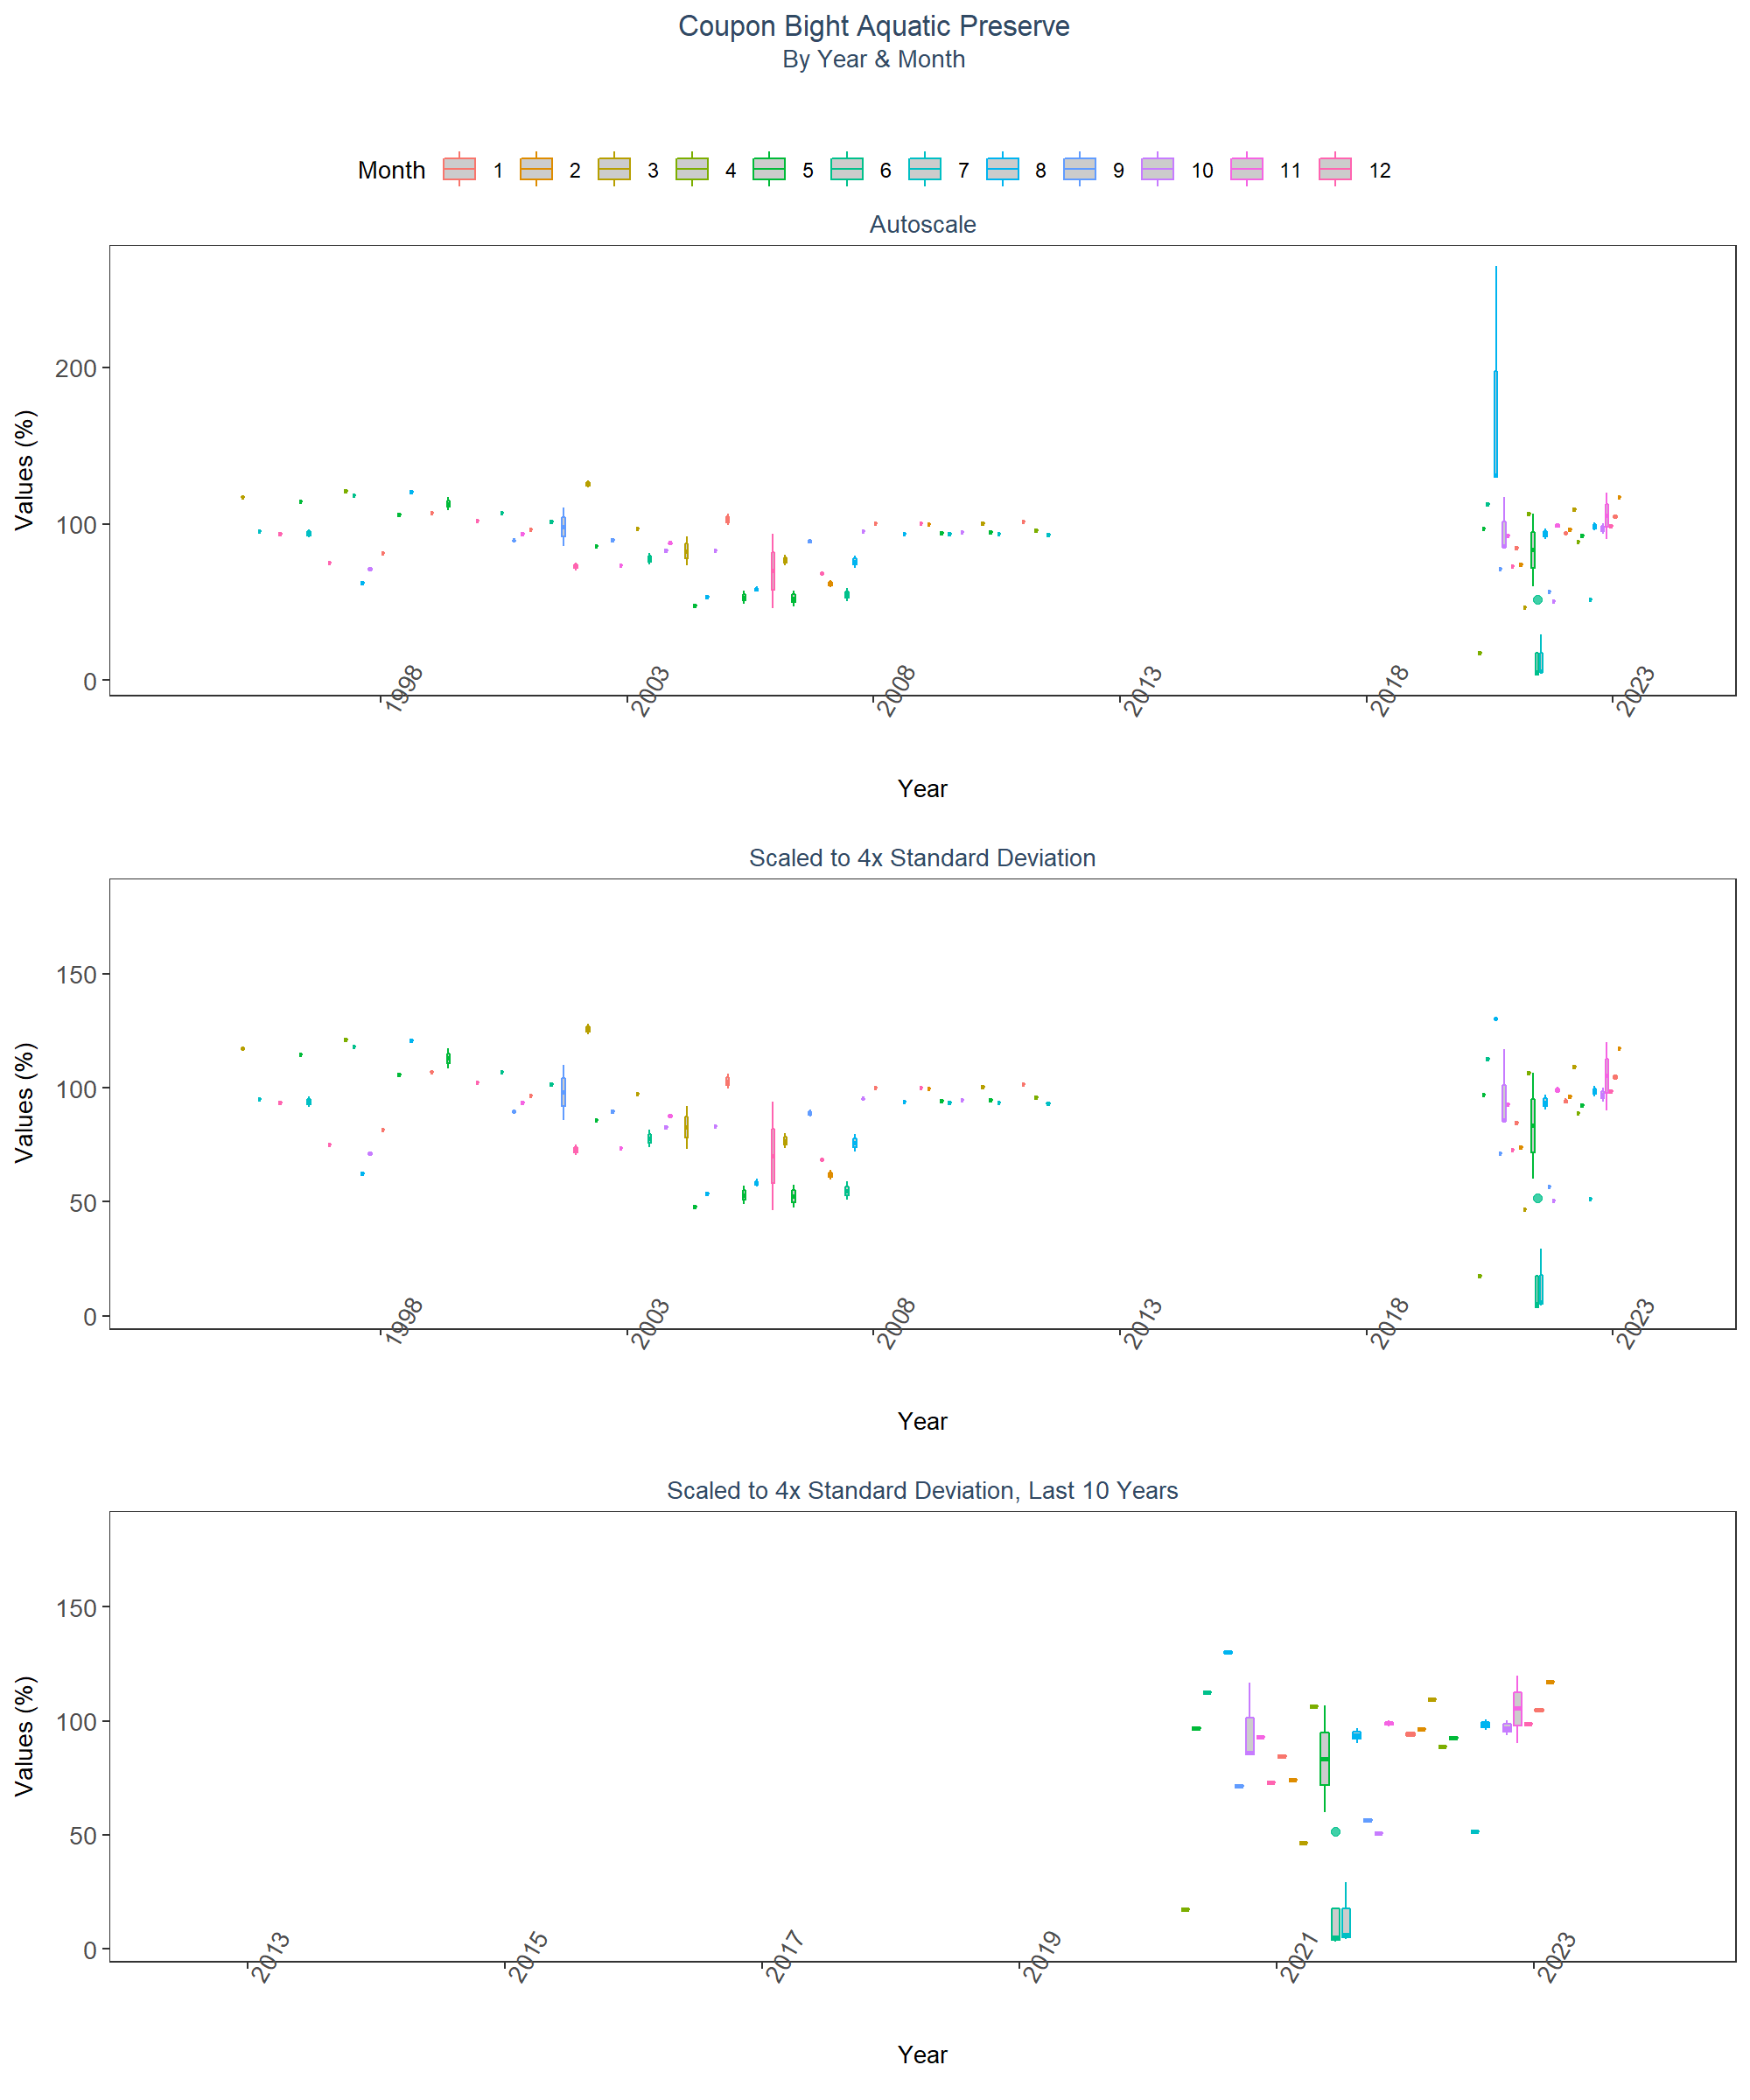 Coupon Bight Aquatic Preserve
By Year & Month
Month 1 2 3 4 5 6 7 8 9 10 11 12
Autoscale
Values (%)
200
100
0
1998 2003 2008 2013 2018 2023
Year
Scaled to 4x Standard Deviation
Values (%)
150
100
50
0
1998 2003 2008 2013 2018 2023
Year
Scaled to 4x Standard Deviation, Last 10 Years
Values (%)
150
100
50
0
2013 2015 2017 2019 2021 2023
Year